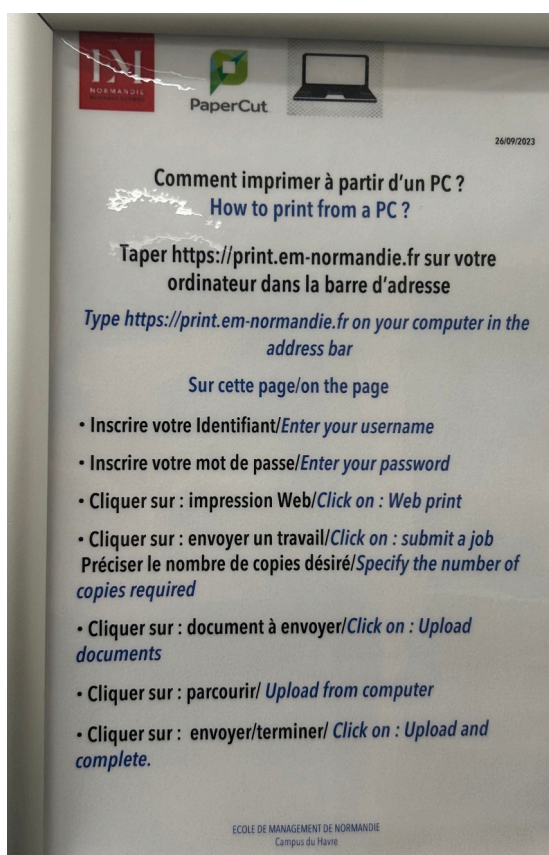 EM
NORMANDIE
PaperCut
26/09/2023
Comment imprimer à partir d'un PC ?
How to print from a PC ?
Taper https://print.em-normandie.fr sur votre
ordinateur dans la barre d'adresse
Type https://print.em-normandie.fr on your computer in the
address bar
Sur cette page/on the page
• Inscrire votre Identifiant/Enter your username
• Inscrire votre mot de passe/Enter your password
• Cliquer sur : impression Web/Click on : Web print
• Cliquer sur : envoyer un travail/Click on : submit a job
Préciser le nombre de copies désiré/Specify the number of
copies required
• Cliquer sur : document à envoyer/Click on : Upload
documents
• Cliquer sur : parcourir/ Upload from computer
• Cliquer sur : envoyer/terminer/ Click on : Upload and
complete.
ECOLE DE MANAGEMENT DE NORMANDIE
Campus du Havre